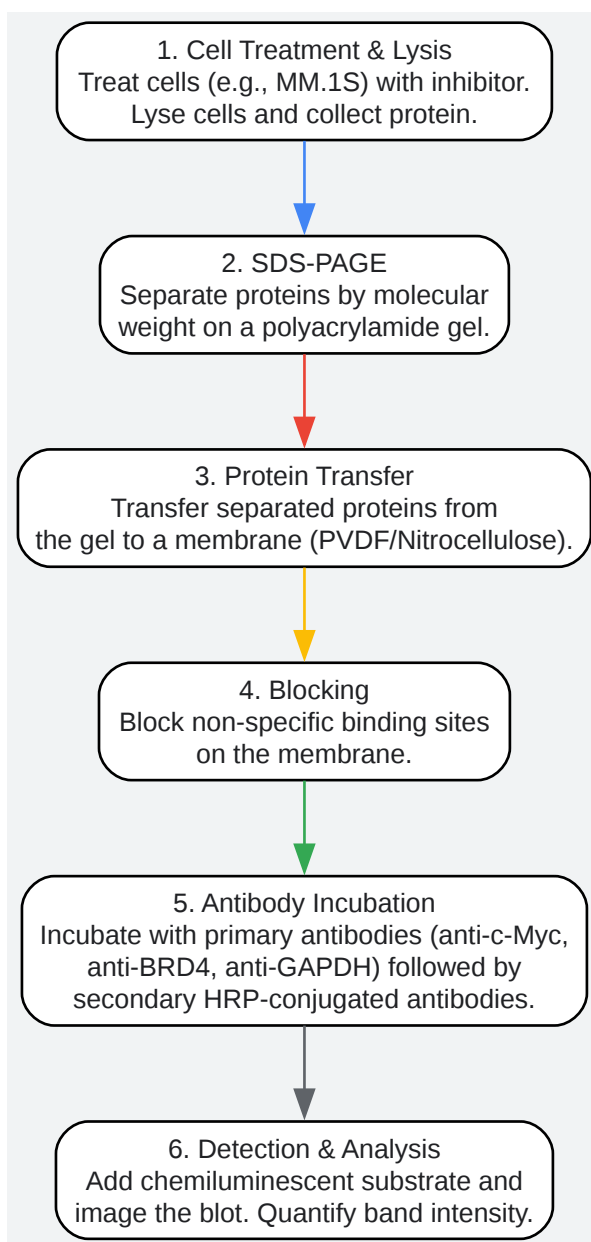 1. Cell Treatment & Lysis
Treat cells (e.g., MM.1S) with inhibitor.
Lyse cells and collect protein.
2. SDS-PAGE
Separate proteins by molecular
weight on a polyacrylamide gel.
3. Protein Transfer
Transfer separated proteins from
the gel to a membrane (PVDF/Nitrocellulose).
4. Blocking
Block non-specific binding sites
on the membrane.
5. Antibody Incubation
Incubate with primary antibodies (anti-c-Myc,
anti-BRD4, anti-GAPDH) followed by
secondary HRP-conjugated antibodies.
6. Detection & Analysis
Add chemiluminescent substrate and
image the blot. Quantify band intensity.